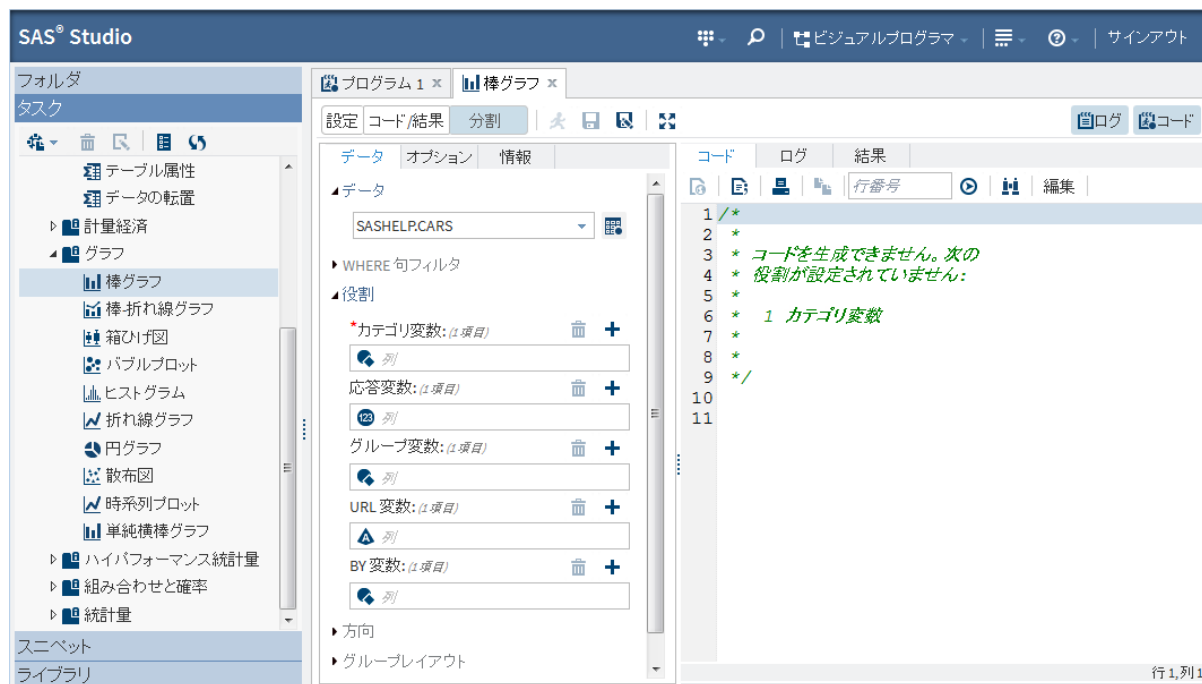 SAS® Studio
ビジュアルプログラマ
サインアウト
フォルダ
タスク
テーブル属性
データの転置
計量経済
グラフ
棒グラフ
棒-折れ線グラフ
箱ひげ図
バブルプロット
ヒストグラム
折れ線グラフ
円グラフ
散布図
時系列プロット
単純横棒グラフ
ハイパフォーマンス統計量
組み合わせと確率
統計量
スニペット
ライブラリ
プログラム 1 × 棒グラフ ×
設定 コード/結果 分割
ログ コード
データ オプション 情報
データ
SASHELP.CARS
WHERE 句フィルタ
役割
*カテゴリ変数: (1 項目)
列
応答変数: (1 項目)
123 列
グループ変数: (1 項目)
列
URL 変数: (1 項目)
A 列
BY 変数: (1 項目)
列
方向
グループレイアウト
コード ログ 結果
行番号 編集
1 /*
2 *
3 * コードを生成できません。次の
4 * 役割が設定されていません:
5 *
6 * 1 カテゴリ変数
7 *
8 *
9 */
10
11
行 1,列 1